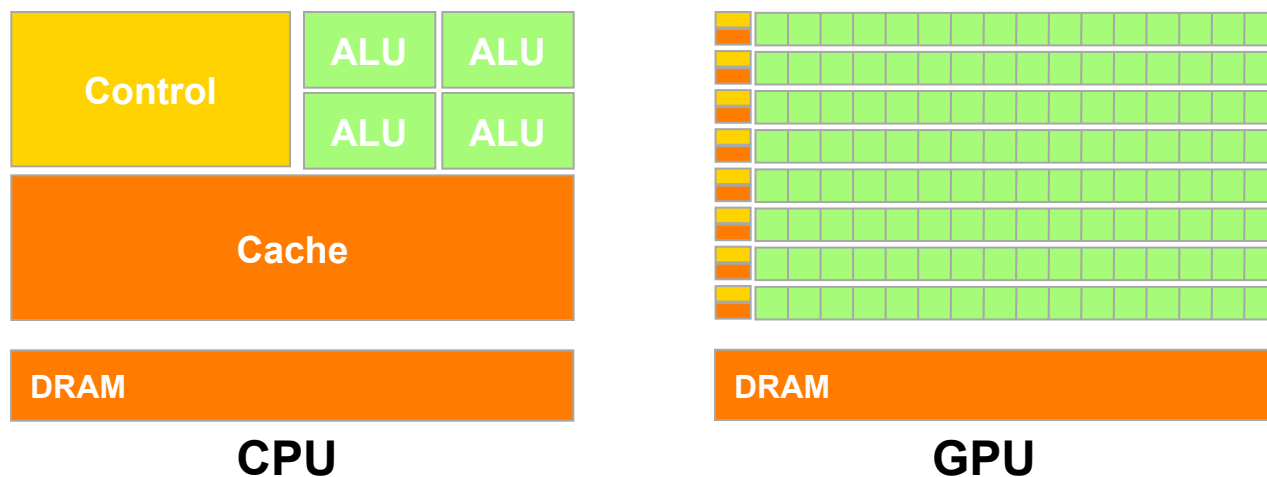 Control
ALU ALU
ALU ALU
Cache
DRAM
CPU
DRAM
GPU